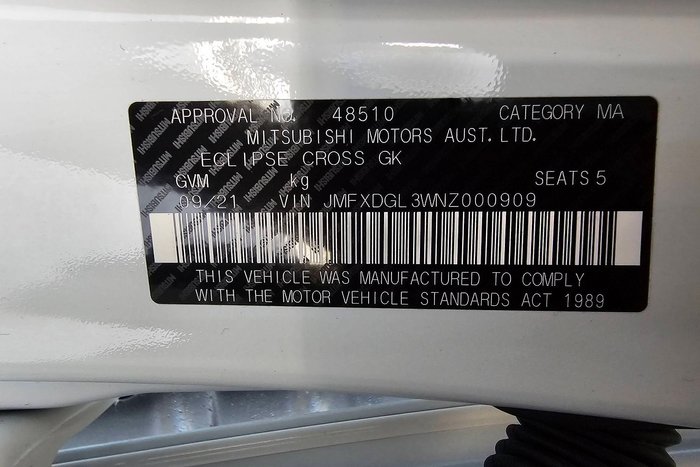 APPROVAL NO. 48510 CATEGORY MA
MITSUBISHI MOTORS AUST. LTD.
ECLIPSE CROSS GK
GVM kg SEATS 5
09/21 VIN JMFXDGL3WNZ000909
THIS VEHICLE WAS MANUFACTURED TO COMPLY
WITH THE MOTOR VEHICLE STANDARDS ACT 1989